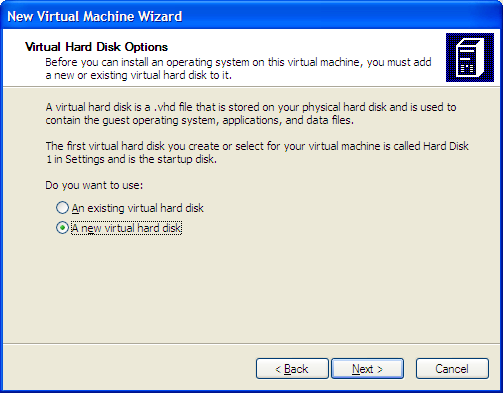 New Virtual Machine Wizard
Virtual Hard Disk Options
Before you can install an operating system on this virtual machine, you must add
a new or existing virtual hard disk to it.
A virtual hard disk is a .vhd file that is stored on your physical hard disk and is used to
contain the guest operating system, applications, and data files.
The first virtual hard disk you create or select for your virtual machine is called Hard Disk
1 in Settings and is the startup disk.
Do you want to use:
An existing virtual hard disk
A new virtual hard disk
< Back
Next >
Cancel